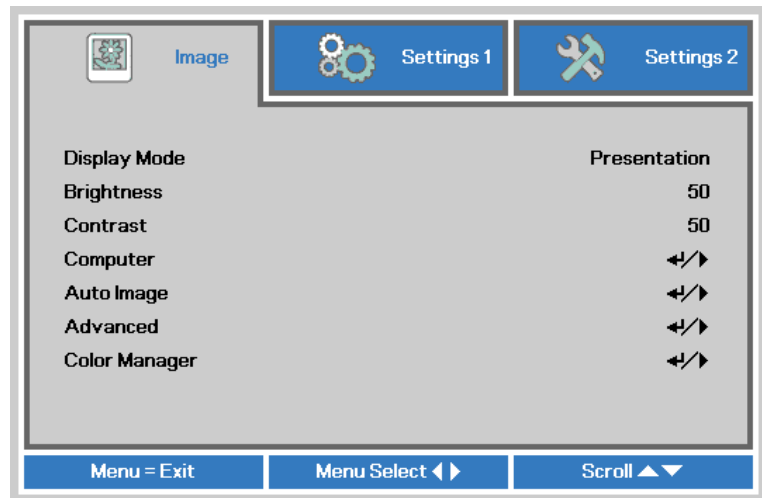 Image Settings 1 Settings 2
Display Mode Presentation
Brightness 50
Contrast 50
Computer ↵/▶
Auto Image ↵/▶
Advanced ↵/▶
Color Manager ↵/▶
Menu = Exit Menu Select ◀▶ Scroll ▲▼